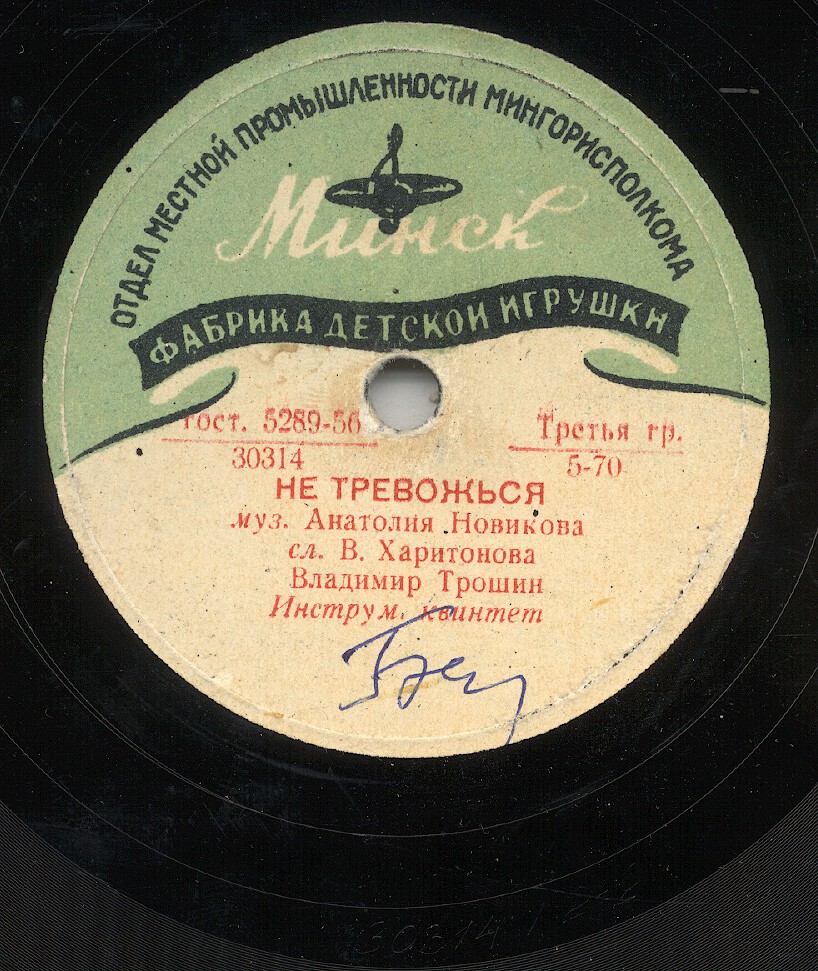 ОТДЕЛ МЕСТНОЙ ПРОМЫШЛЕННОСТИ МИНГОРИСПОЛКОМА
Минск
ФАБРИКА ДЕТСКОЙ ИГРУШКИ
гост. 5289-56
Третья гр.
30314
5-70
НЕ ТРЕВОЖЬСЯ
муз. Анатолия Новикова
сл. В. Харитонова
Владимир Трошин
Инструм. квинтет
30314